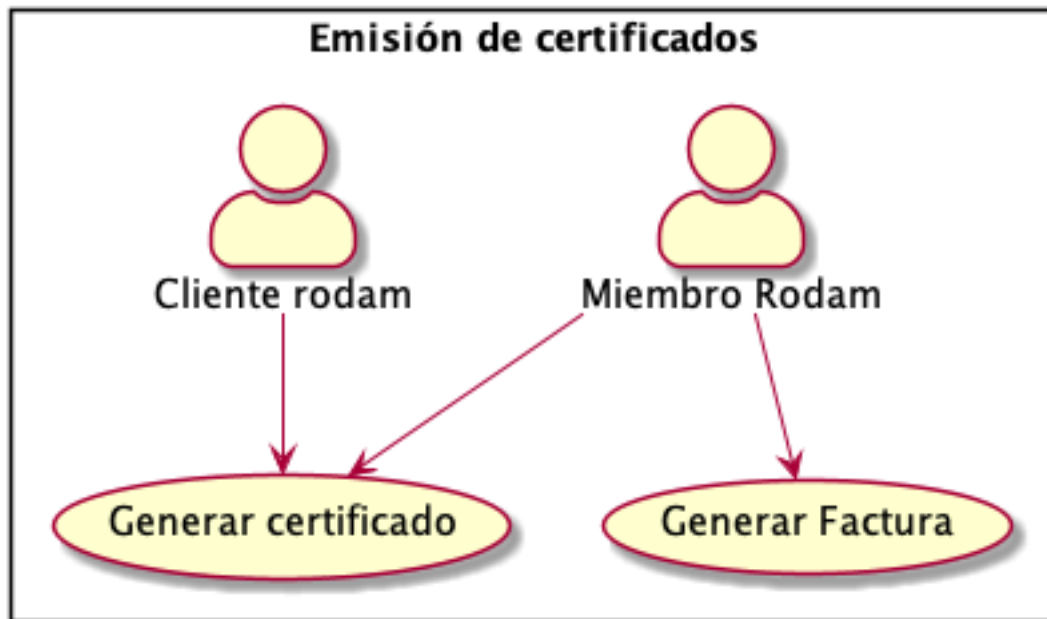 Emisión de certificados
Cliente rodam
Miembro Rodam
Generar certificado
Generar Factura